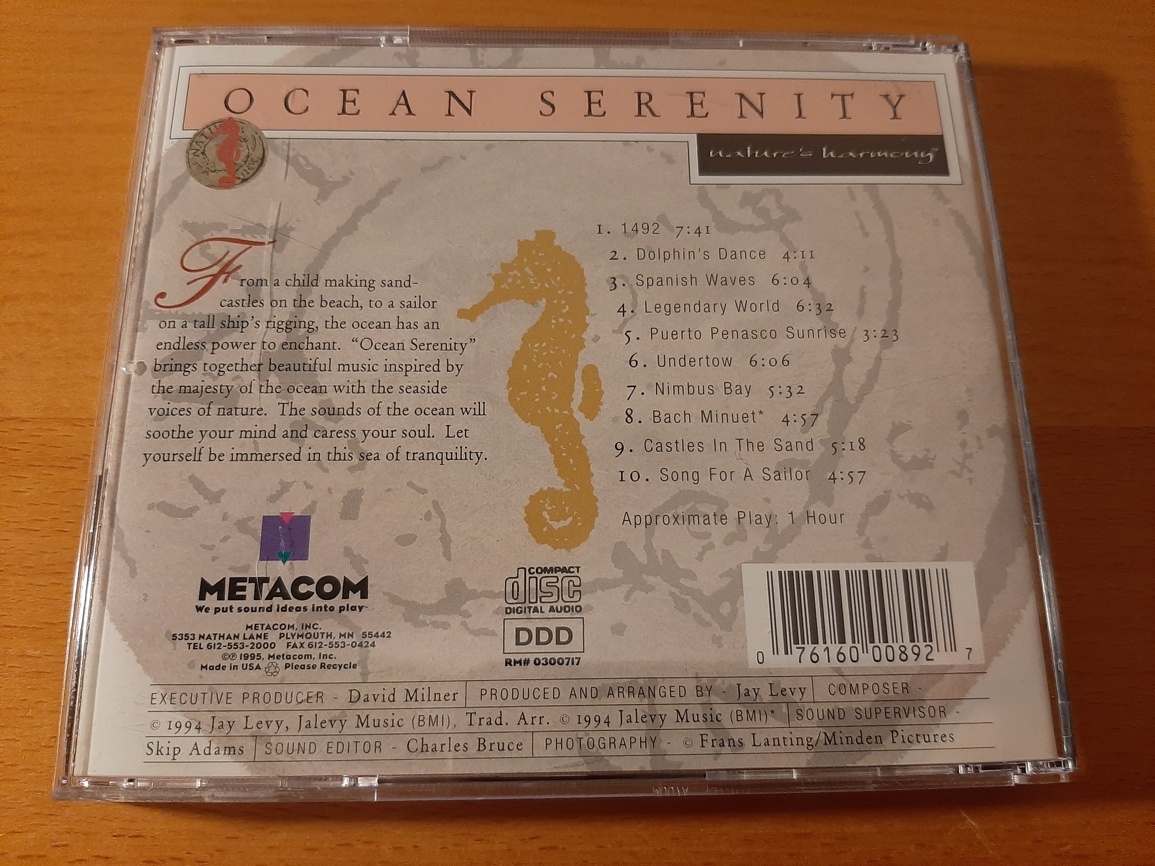 OCEAN SERENITY
nature's harmony
From a child making sand-
castles on the beach, to a sailor
on a tall ship's rigging, the ocean has an
endless power to enchant. "Ocean Serenity"
brings together beautiful music inspired by
the majesty of the ocean with the seaside
voices of nature. The sounds of the ocean will
soothe your mind and caress your soul. Let
yourself be immersed in this sea of tranquility.
1. 1492 7:41
2. Dolphin's Dance 4:11
3. Spanish Waves 6:04
4. Legendary World 6:32
5. Puerto Penasco Sunrise 3:23
6. Undertow 6:06
7. Nimbus Bay 5:32
8. Bach Minuet* 4:57
9. Castles In The Sand 5:18
10. Song For A Sailor 4:57
Approximate Play: 1 Hour
METACOM
We put sound ideas into play™
METACOM, INC.
5353 NATHAN LANE PLYMOUTH, MN 55442
TEL 612-553-2000 FAX 612-553-0424
©℗ 1995, Metacom, Inc.
Made in USA Please Recycle
COMPACT
disc
DIGITAL AUDIO
DDD
RM# 0300717
0 76160 00892 7
EXECUTIVE PRODUCER - David Milner PRODUCED AND ARRANGED BY - Jay Levy COMPOSER -
© 1994 Jay Levy, Jalevy Music (BMI), Trad. Arr. © 1994 Jalevy Music (BMI)* SOUND SUPERVISOR -
Skip Adams SOUND EDITOR - Charles Bruce PHOTOGRAPHY - © Frans Lanting/Minden Pictures